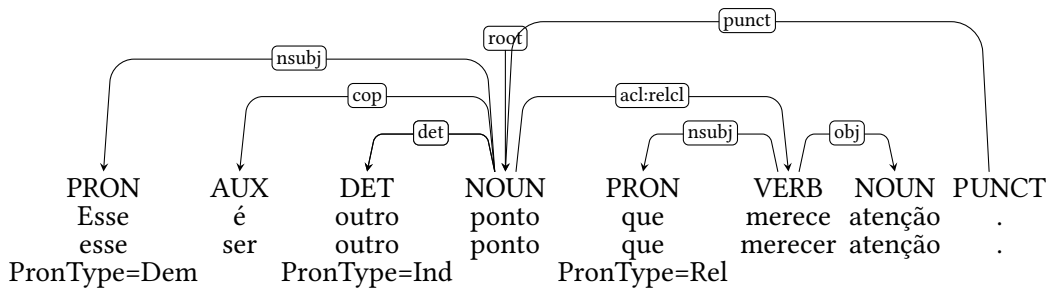 punct
root
nsubj
cop acl:relcl
det nsubj obj
PRON AUX DET NOUN PRON VERB NOUN PUNCT
Esse é outro ponto que merece atenção .
esse ser outro ponto que merecer atenção .
PronType=Dem PronType=Ind PronType=Rel